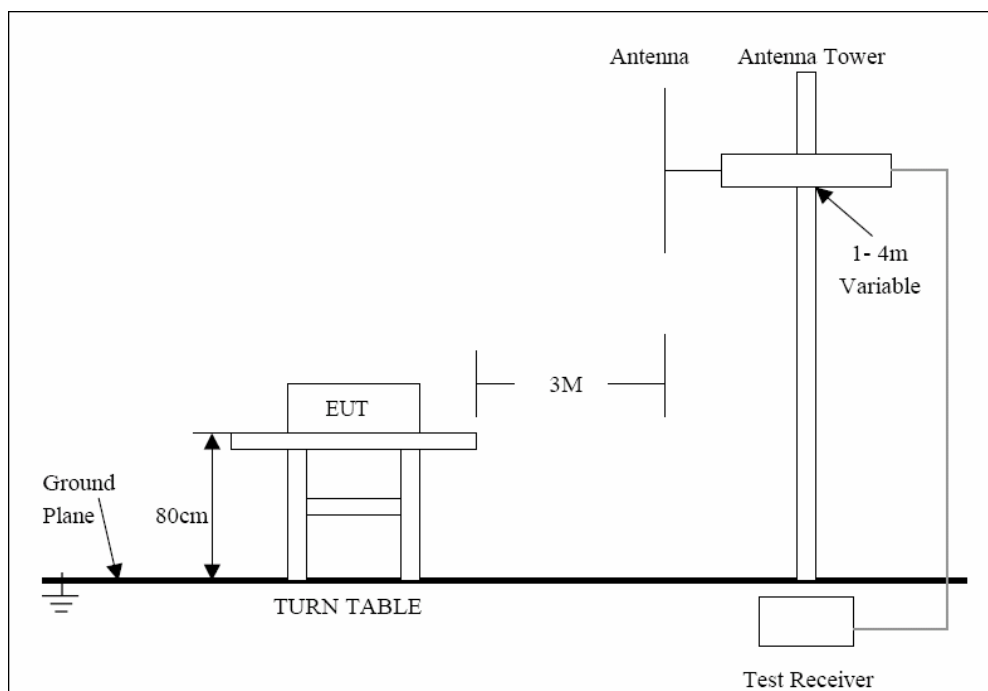 Antenna
Antenna Tower
1- 4m
Variable
3M
EUT
Ground
Plane
80cm
TURN TABLE
Test Receiver